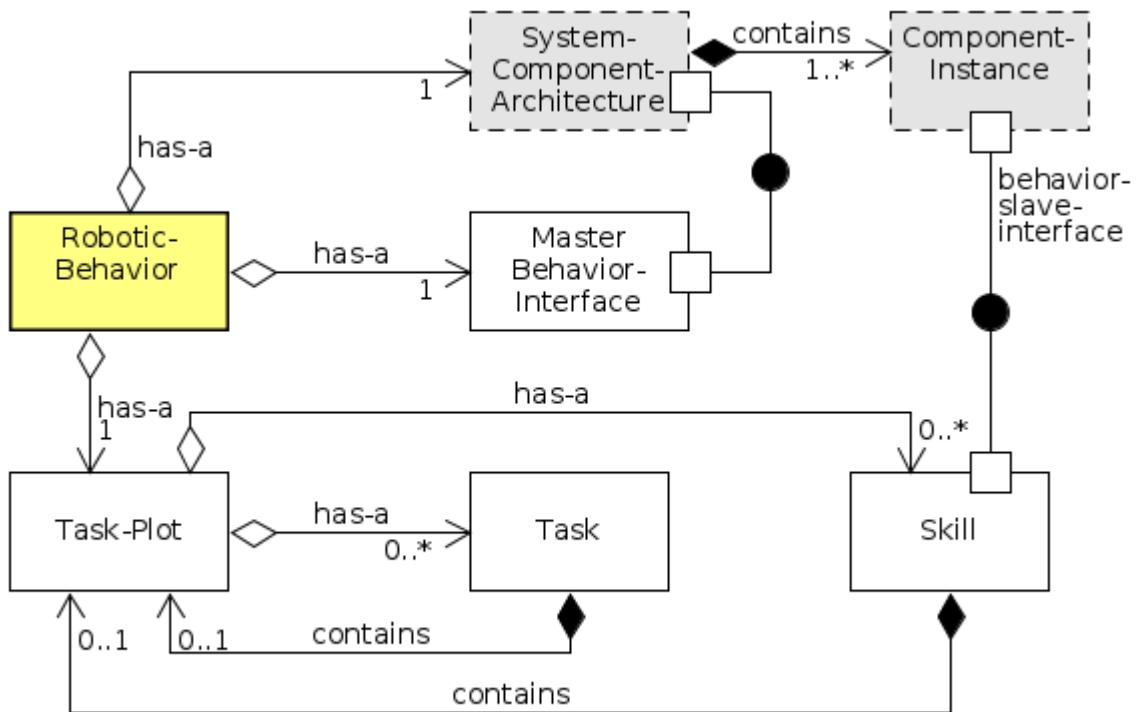 System-
Component-
Architecture
contains
1..*
Component-
Instance
1
has-a
behavior-
slave-
interface
Robotic-
Behavior
has-a
1
Master
Behavior-
Interface
has-a
1
has-a
0..*
Task-Plot
has-a
0..*
Task
Skill
0..1
0..1
contains
contains